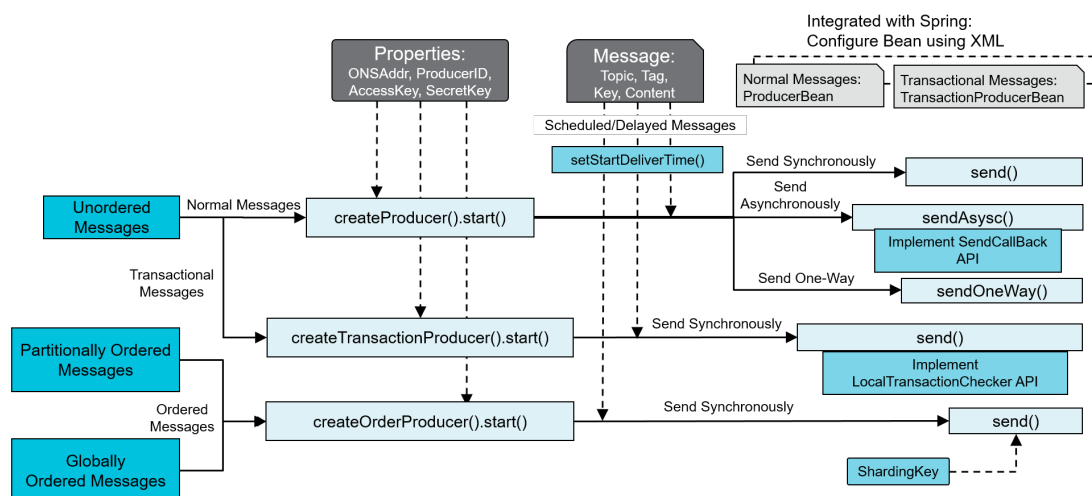 Integrated with Spring:
Configure Bean using XML
Properties:
ONSAddr, ProducerID,
AccessKey, SecretKey
Message:
Topic, Tag,
Key, Content
Normal Messages:
ProducerBean
Transactional Messages:
TransactionProducerBean
Scheduled/Delayed Messages
setStartDeliverTime()
Send Synchronously
send()
Send
Asynchronously
Unordered
Messages
Normal Messages
createProducer().start()
sendAsysc()
Implement SendCallBack
API
Transactional
Messages
Send One-Way
sendOneWay()
Partitionally Ordered
Messages
createTransactionProducer().start()
Send Synchronously
send()
Implement
LocalTransactionChecker API
Ordered
Messages
createOrderProducer().start()
Send Synchronously
send()
Globally
Ordered Messages
ShardingKey